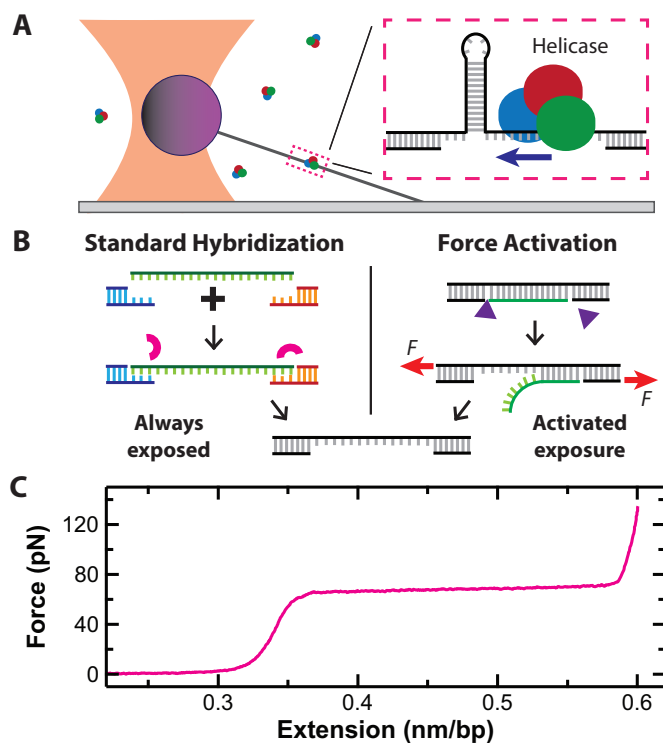 A
Helicase
B
Standard Hybridization
Force Activation
F
F
Always
exposed
Activated
exposure
C
Force (pN)
120
80
40
0
0.3
0.4
0.5
0.6
Extension (nm/bp)